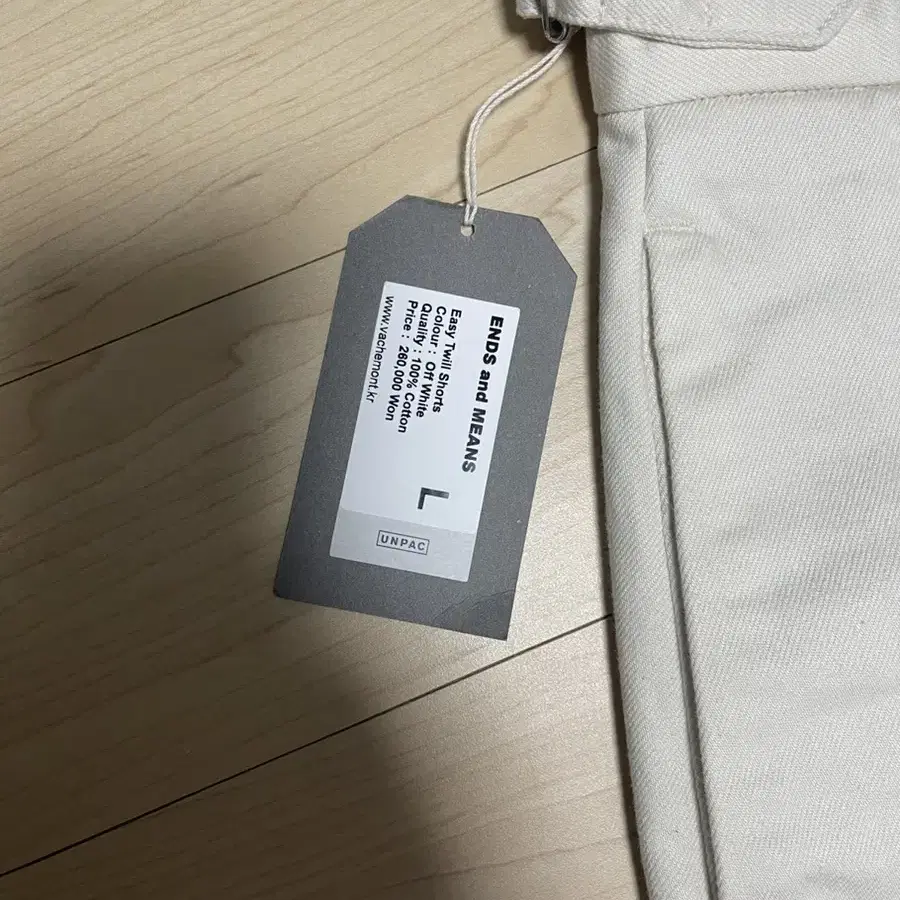 ENDS and MEANS
Easy Twill Shorts
Colour : Off White
Quality : 100% Cotton
Price : 260,000 Won
www.vachemont.kr
L
UNPAC